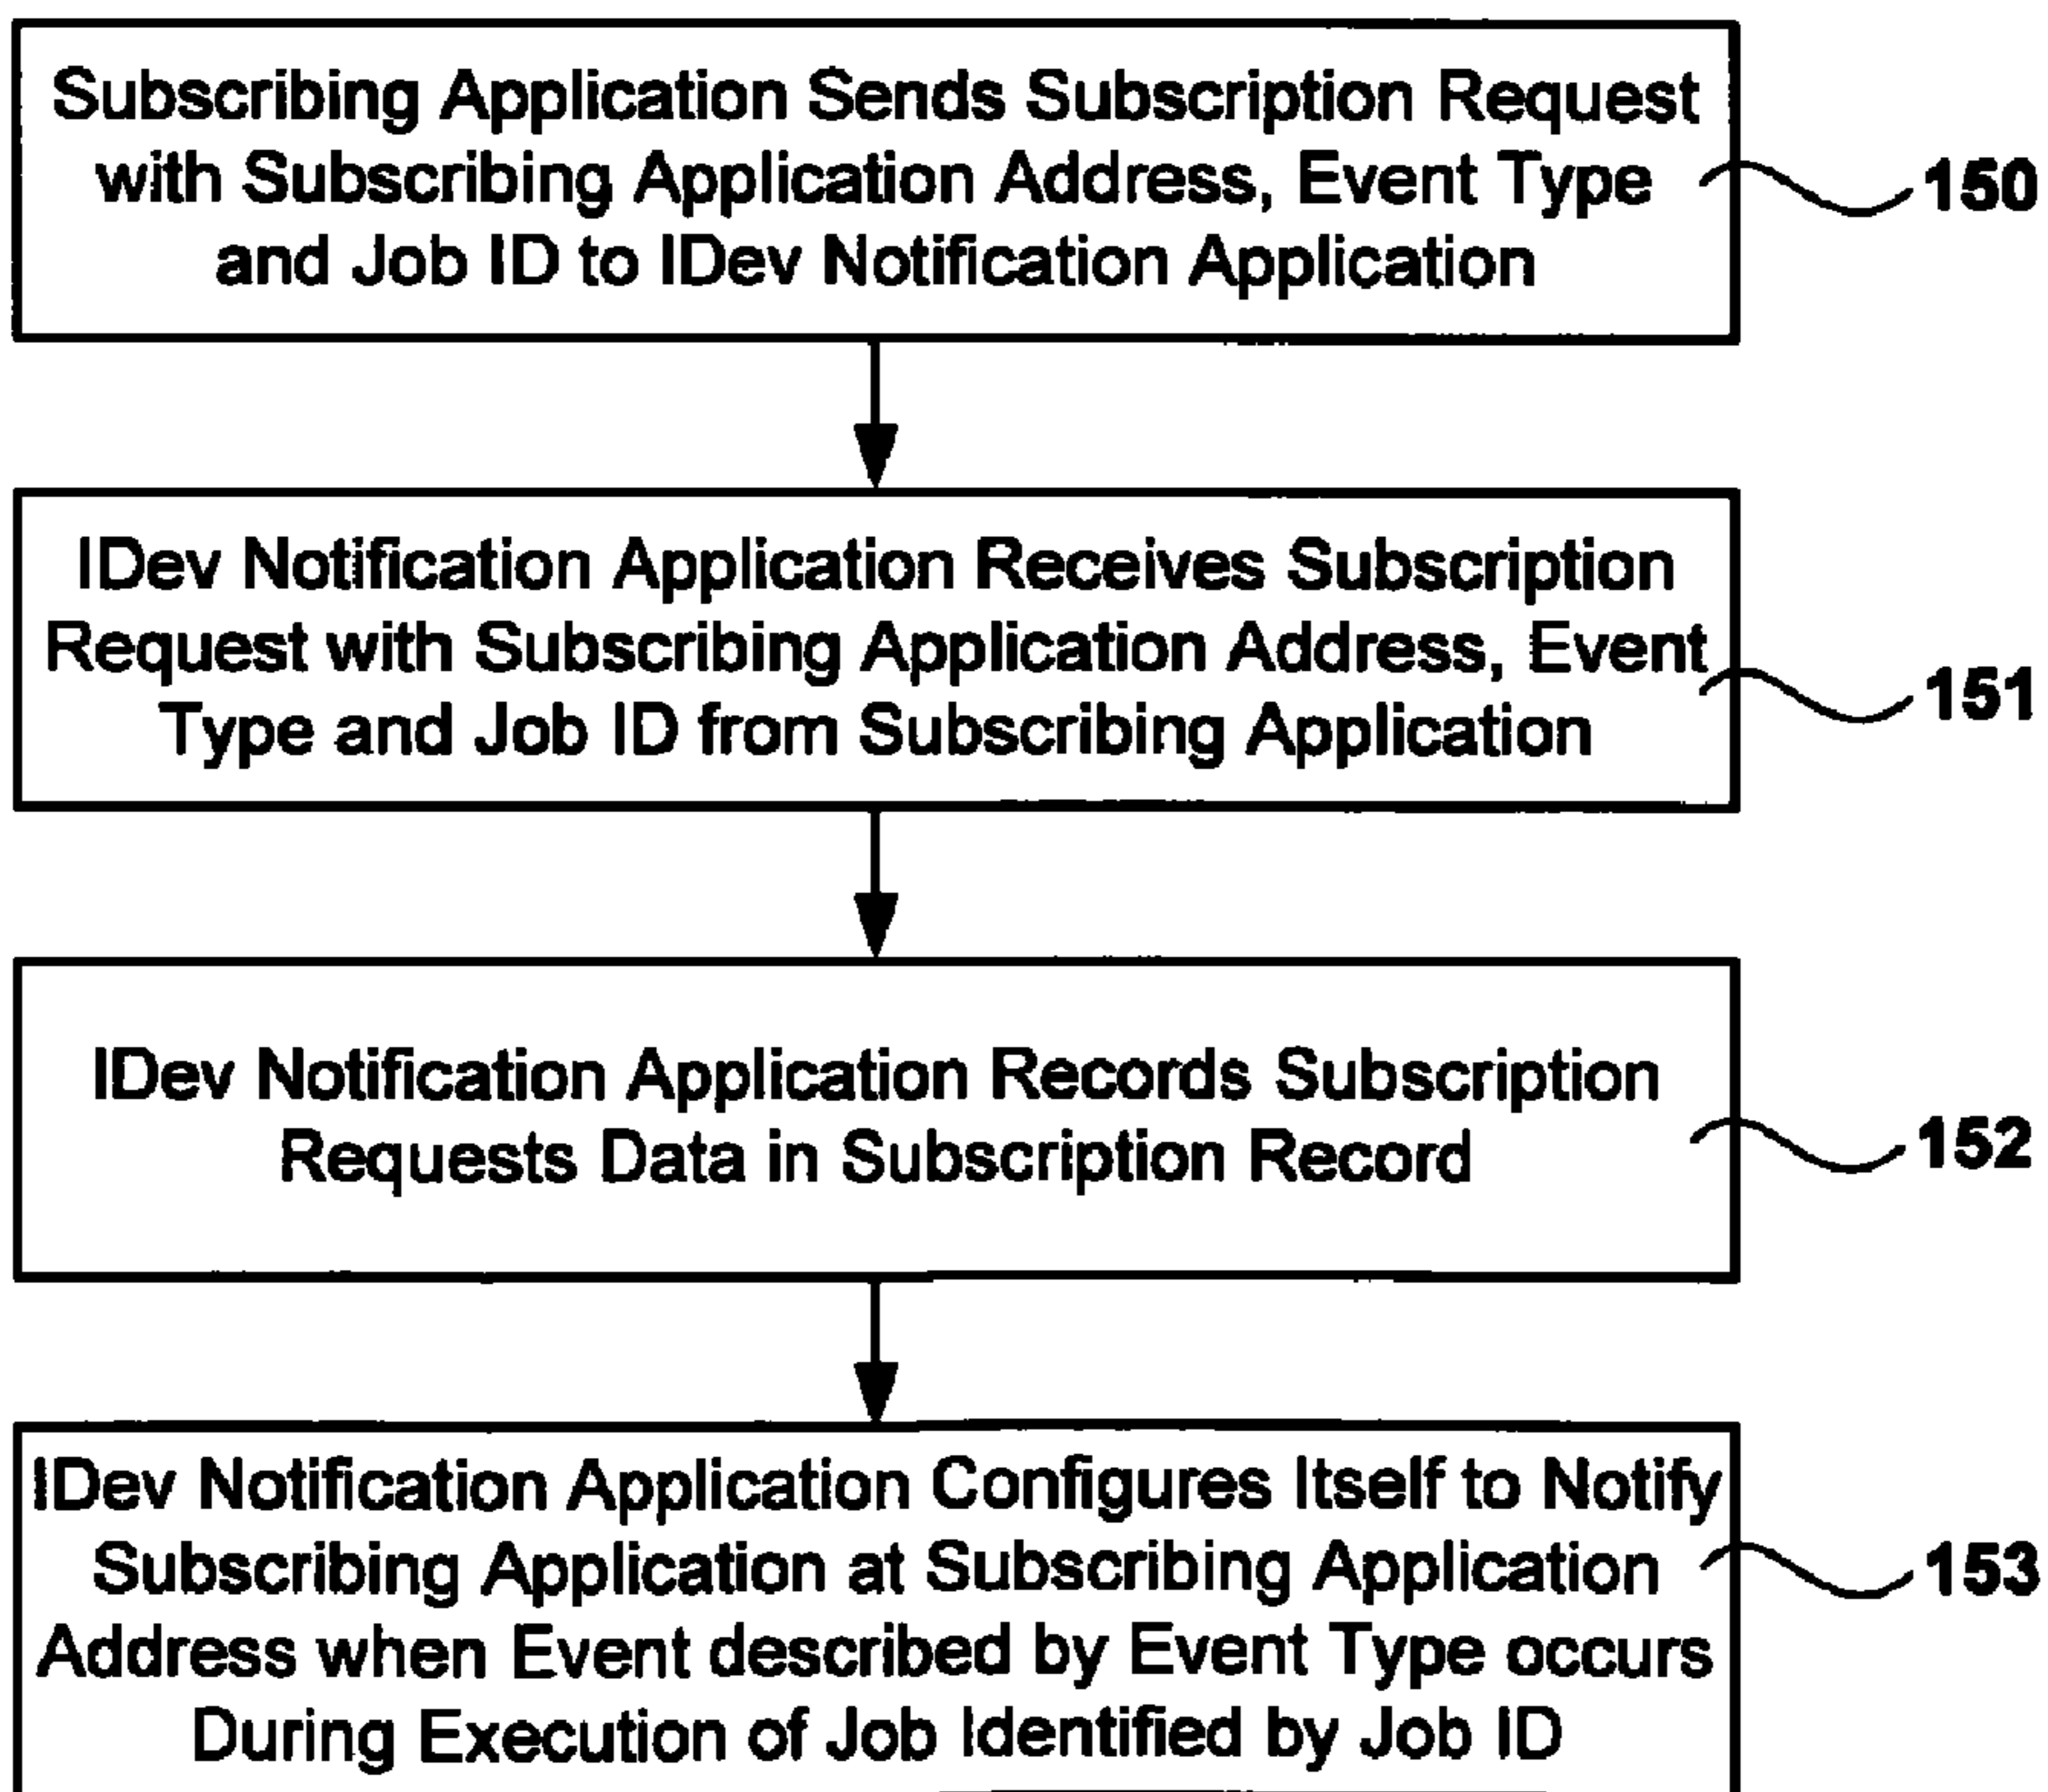 Subscribing Application Sends Subscription Request
with Subscribing Application Address, Event Type
and Job ID to IDev Notification Application
150
IDev Notification Application Receives Subscription
Request with Subscribing Application Address, Event
Type and Job ID from Subscribing Application
151
IDev Notification Application Records Subscription
Requests Data in Subscription Record
152
IDev Notification Application Configures Itself to Notify
Subscribing Application at Subscribing Application
Address when Event described by Event Type occurs
During Execution of Job Identified by Job ID
153